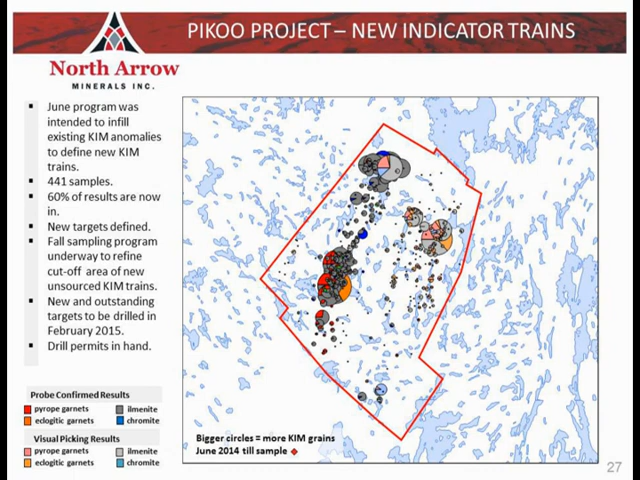 PIKOO PROJECT – NEW INDICATOR TRAINS
North Arrow
MINERALS INC.
▪ June program was
intended to infill
existing KIM anomalies
to define new KIM
trains.
▪ 441 samples.
▪ 60% of results are now
in.
▪ New targets defined.
▪ Fall sampling program
underway to refine
cut-off area of new
unsourced KIM trains.
▪ New and outstanding
targets to be drilled in
February 2015.
▪ Drill permits in hand.
Probe Confirmed Results
pyrope garnets ilmenite
eclogitic garnets chromite
Visual Picking Results
pyrope garnets ilmenite
eclogitic garnets chromite
Bigger circles = more KIM grains
June 2014 till sample
27